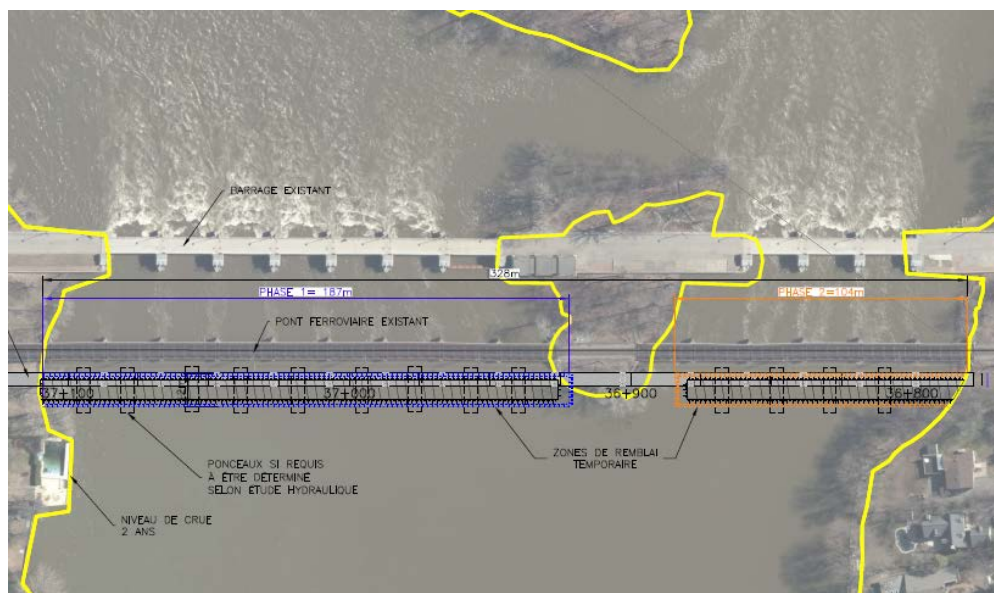 BARRAGE EXISTANT
328m
PHASE 1= 187m
PHASE 2=104m
PONT FERROVIAIRE EXISTANT
37+100
37+000
36+900
36+800
ZONES DE REMBLAI
TEMPORAIRE
PONCEAUX SI REQUIS
À ÊTRE DÉTERMINÉ
SELON ÉTUDE HYDRAULIQUE
NIVEAU DE CRUE
2 ANS